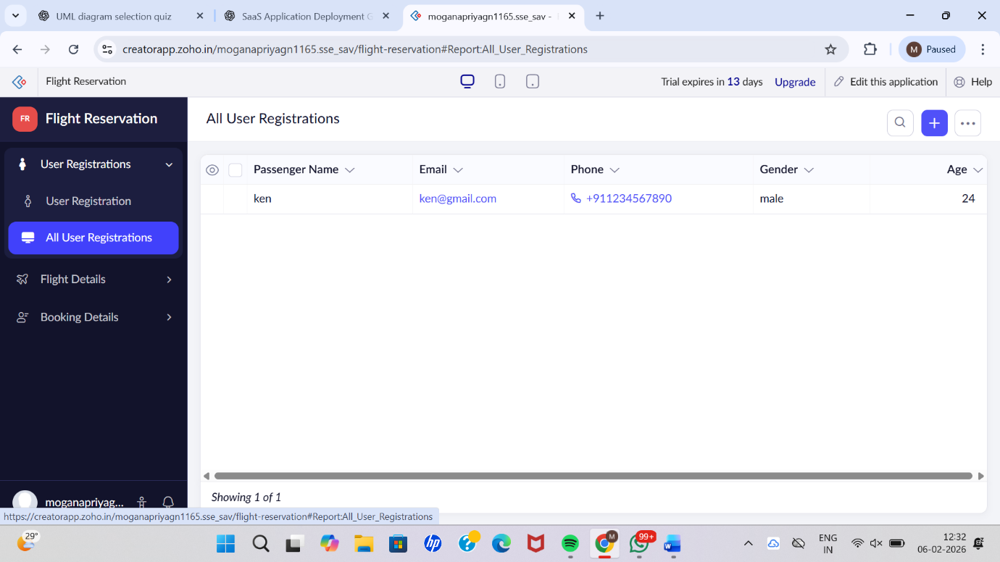 UML diagram selection quiz
SaaS Application Deployment G
moganapriyagn1165.sse_sav -
creatorapp.zoho.in/moganapriyagn1165.sse_sav/flight-reservation#Report:All_User_Registrations
M Paused
Flight Reservation
Trial expires in 13 days Upgrade
Edit this application
Help
FR Flight Reservation
All User Registrations
User Registrations
User Registration
All User Registrations
Flight Details
Booking Details
Passenger Name Email Phone Gender Age
ken ken@gmail.com +911234567890 male 24
Showing 1 of 1
moganapriyag...
https://creatorapp.zoho.in/moganapriyagn1165.sse_sav/flight-reservation#Report:All_User_Registrations
29°
hp
M
99+
W
ENG
IN
12:32
06-02-2026